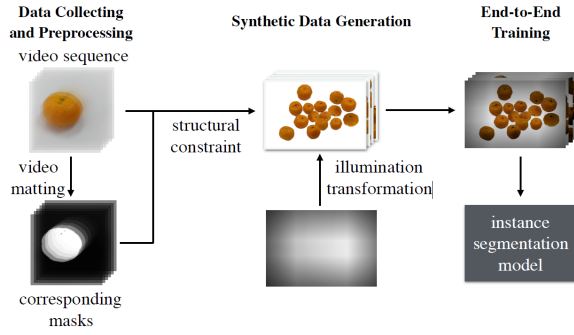 Data Collecting
and Preprocessing
video sequence
video
matting
corresponding
masks
structural
constraint
Synthetic Data Generation
illumination
transformation
End-to-End
Training
instance
segmentation
model